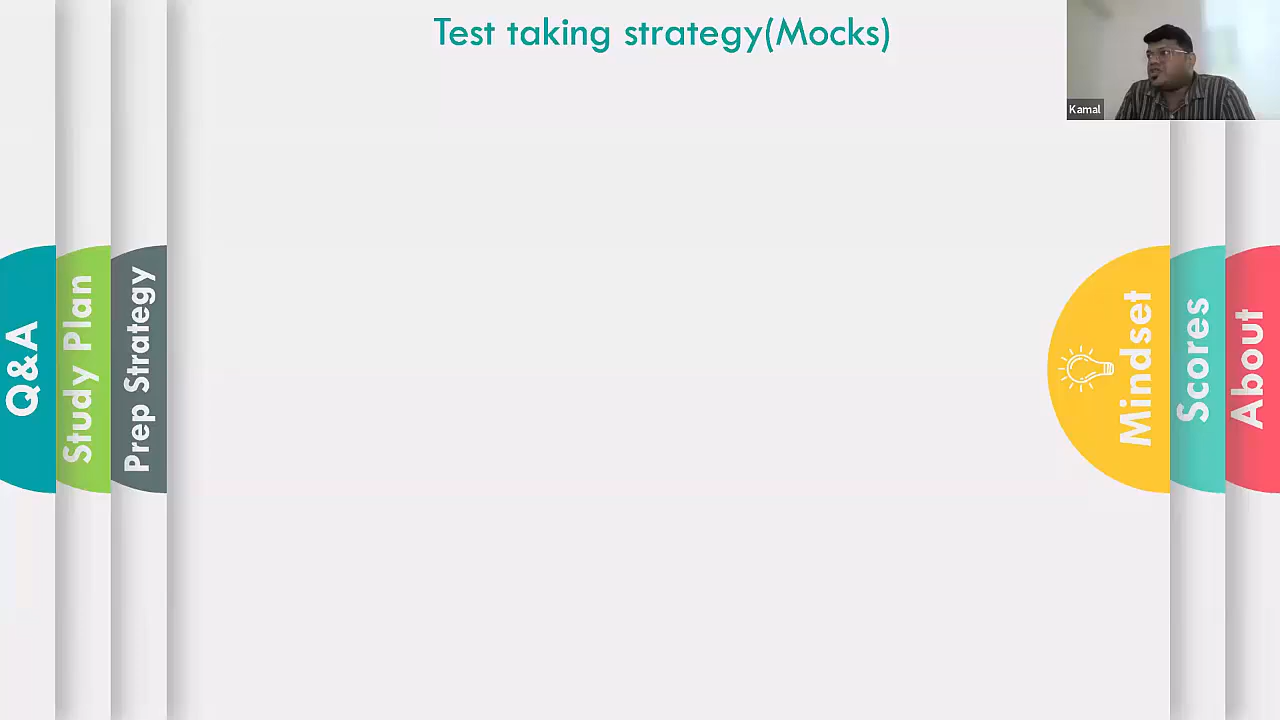 Test taking strategy(Mocks)
Kamal
Q&A
Study Plan
Prep Strategy
Mindset
Scores
About